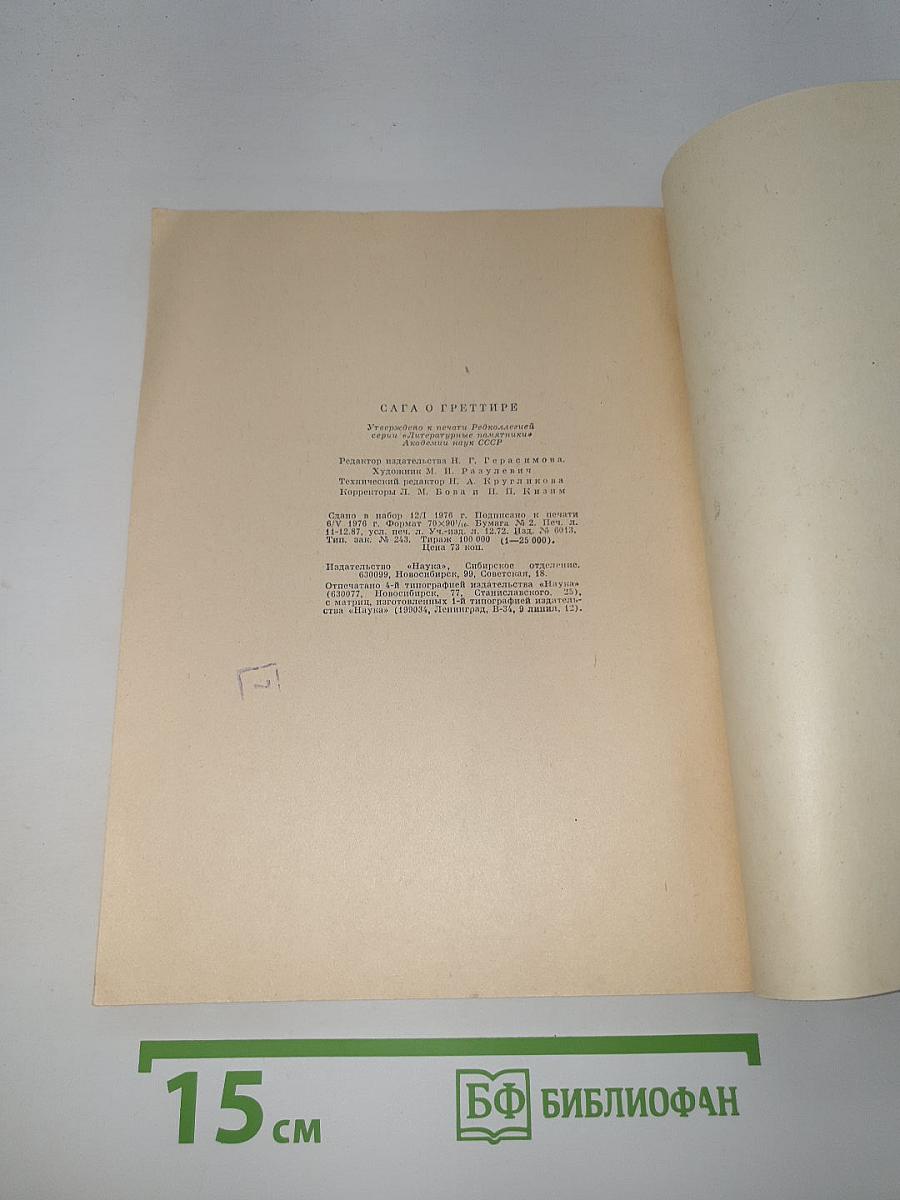 САГА О ГРЕТТИРЕ
Утверждено к печати Редколлегией
серии «Литературные памятники»
Академии наук СССР
Редактор издательства Н. Г. Герасимова.
Художник М. И. Разулевич
Технический редактор Н. А. Кругликова
Корректоры Л. М. Бова и Н. П. Кизим
Сдано в набор 12/I 1976 г. Подписано к печати
6/V 1976 г. Формат 70×90¹/₁₆. Бумага № 2. Печ. л.
11-12.87, усл. печ. л. Уч.-изд. л. 12.72. Изд. № 6013.
Тип. зак. № 243. Тираж 100 000 (1—25 000).
Цена 73 коп.
Издательство «Наука», Сибирское отделение.
630099, Новосибирск, 99, Советская, 18.
Отпечатано 4-й типографией издательства «Наука»
(630077, Новосибирск, 77, Станиславского, 25),
с матриц, изготовленных 1-й типографией издатель-
ства «Наука» (199034, Ленинград, В-34, 9 линия, 12).
15 см
БФ БИБЛИОФАН